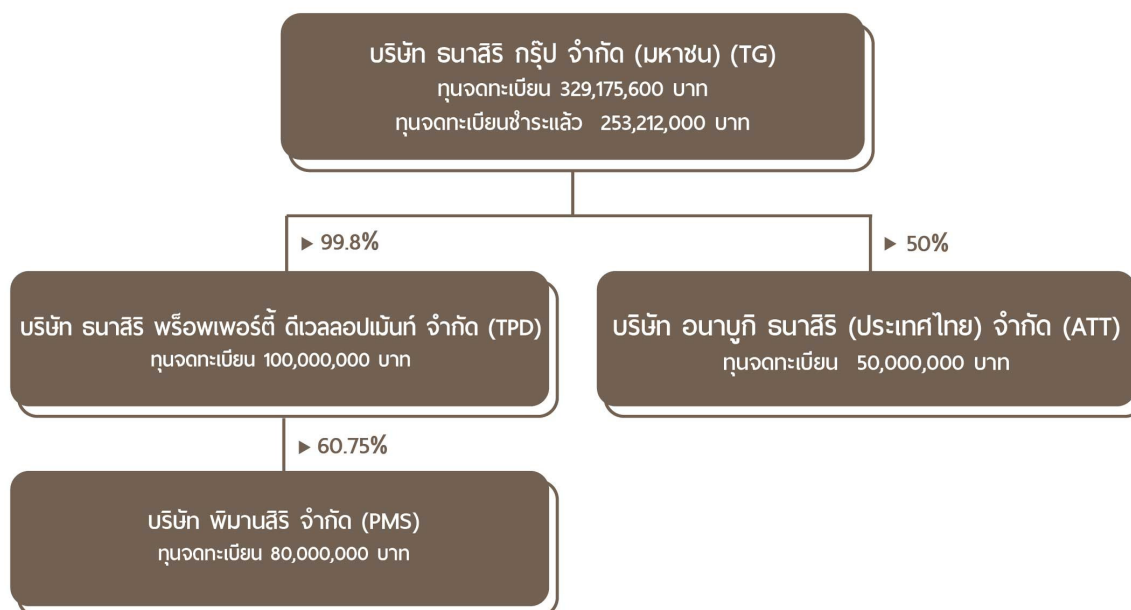 บริษัท ธนาสิริ กรุ๊ป จำกัด (มหาชน) (TG)
ทุนจดทะเบียน 329,175,600 บาท
ทุนจดทะเบียนชำระแล้ว 253,212,000 บาท
▶ 99.8%
▶ 50%
บริษัท ธนาสิริ พร็อพเพอร์ตี้ ดีเวลลอปเม้นท์ จำกัด (TPD)
ทุนจดทะเบียน 100,000,000 บาท
บริษัท อนาบูกิ ธนาสิริ (ประเทศไทย) จำกัด (ATT)
ทุนจดทะเบียน 50,000,000 บาท
▶ 60.75%
บริษัท พิมานสิริ จำกัด (PMS)
ทุนจดทะเบียน 80,000,000 บาท